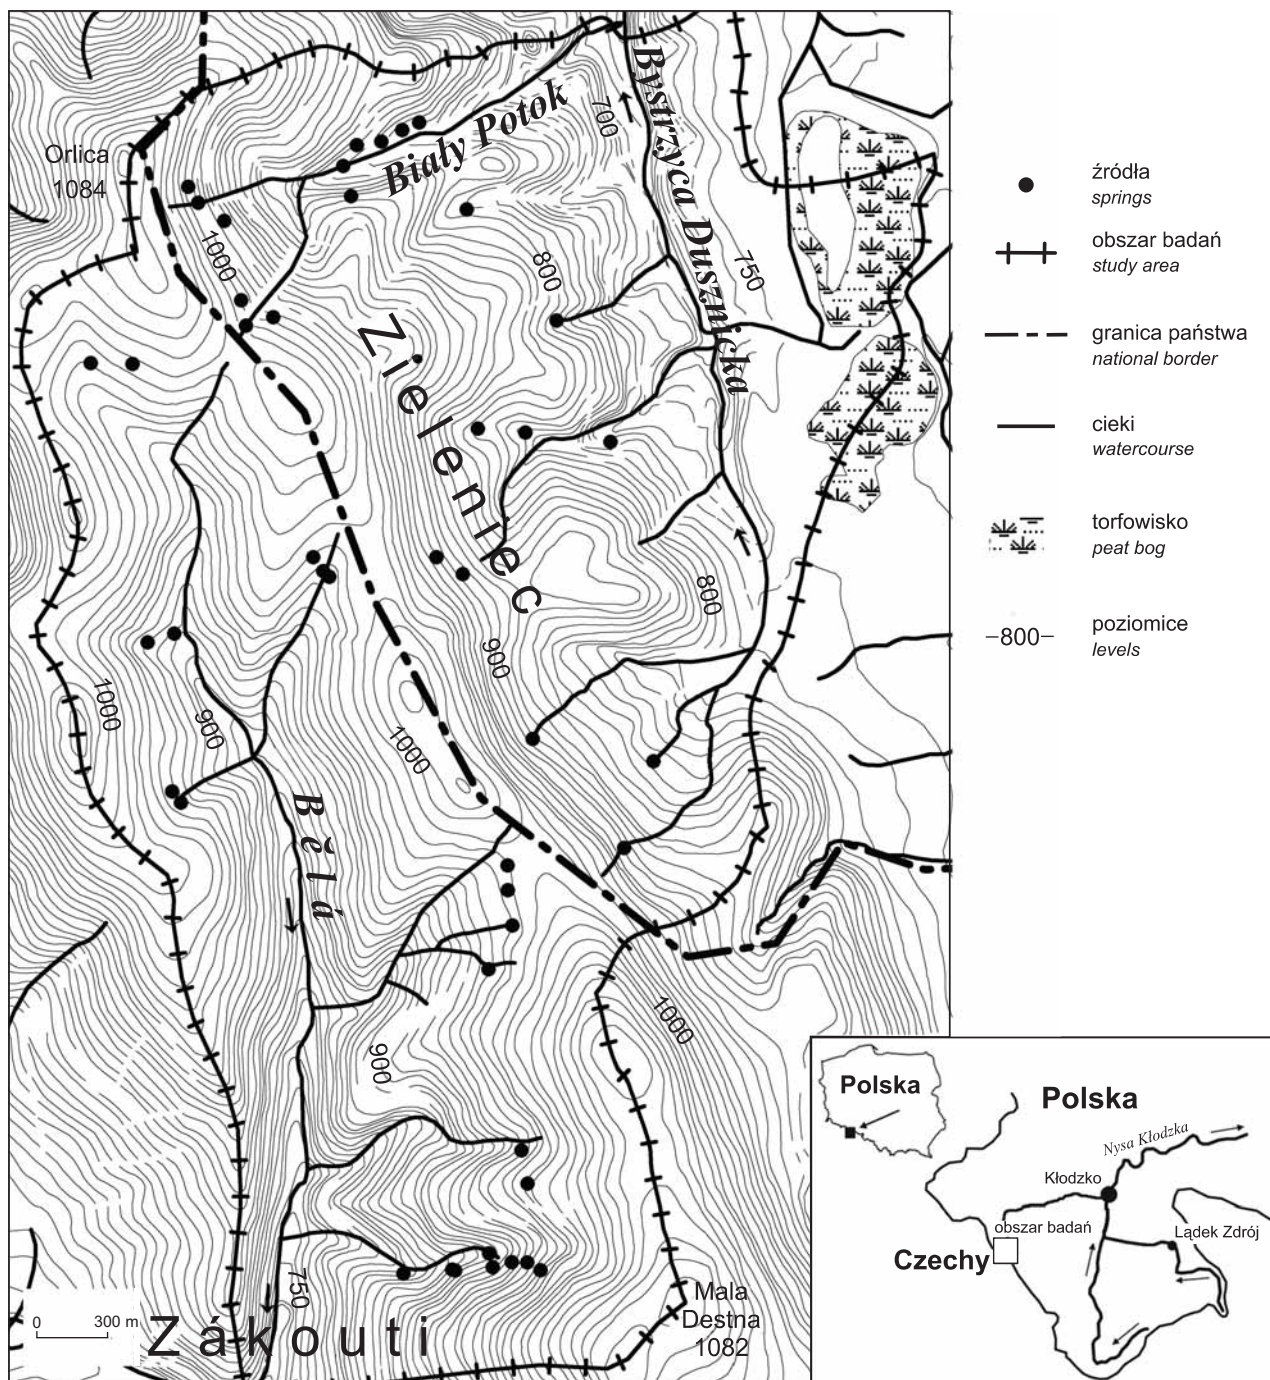 Orlica
1084
1000
Biały Potok
700
Bystrzyca Dusznicka
750
800
Zieleniec
800
900
1000
900
1000
Bĕlá
1000
900
750
Zákouti
Mala
Destna
1082
0
300 m
źródła
springs
obszar badań
study area
granica państwa
national border
cieki
watercourse
torfowisko
peat bog
-800-
poziomice
levels
Polska
Polska
Nysa Kłodzka
Kłodzko
obszar badań
Lądek Zdrój
Czechy